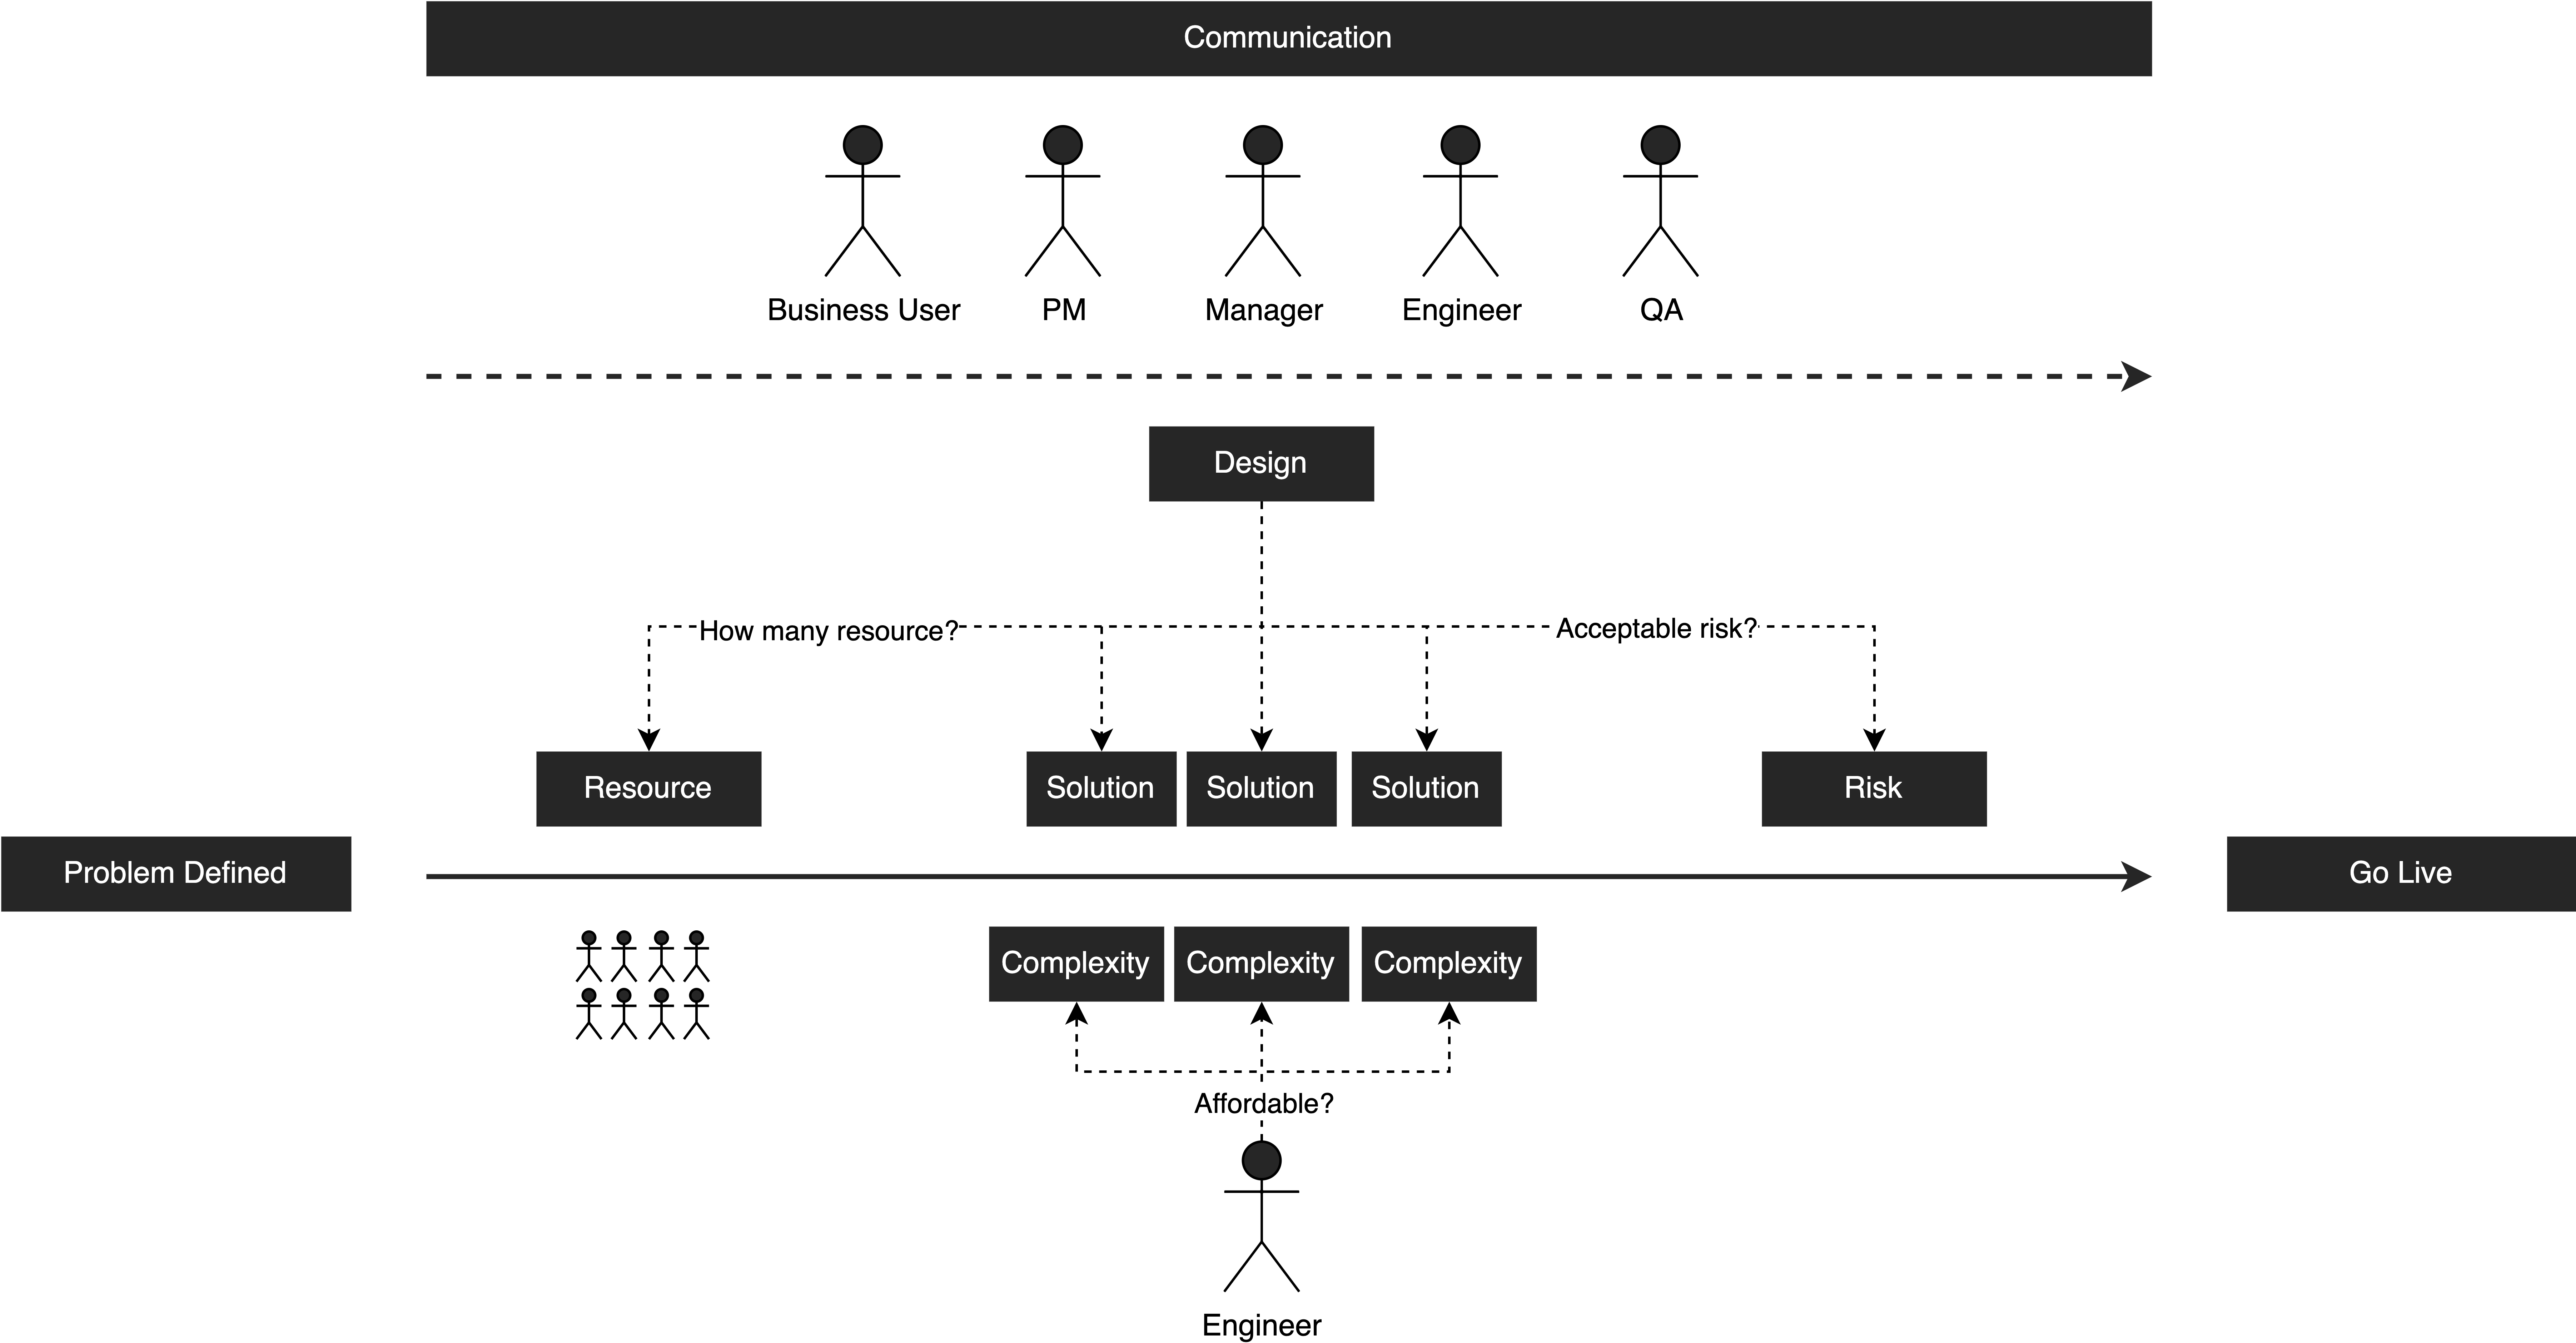 Communication
Business User
PM
Manager
Engineer
QA
Design
How many resource?
Acceptable risk?
Resource
Solution
Solution
Solution
Risk
Problem Defined
Go Live
Complexity
Complexity
Complexity
Affordable?
Engineer